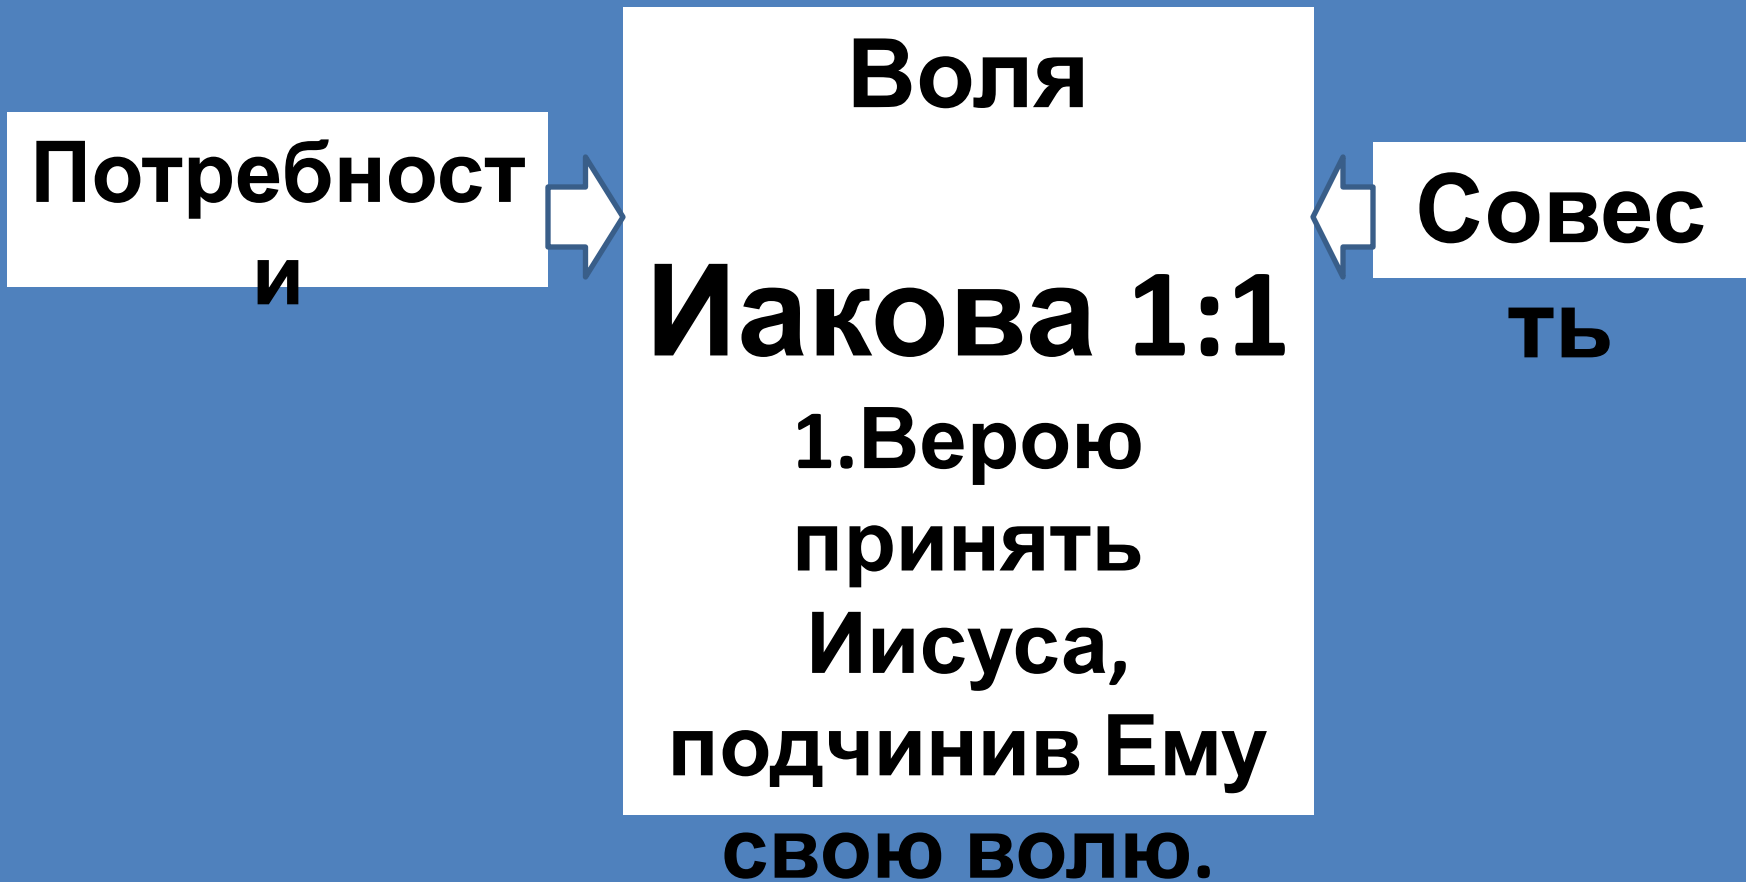 Потребност
и
Воля
Иакова 1:1
1.Верою
принять
Иисуса,
подчинив Ему
свою волю.
Совес
ть